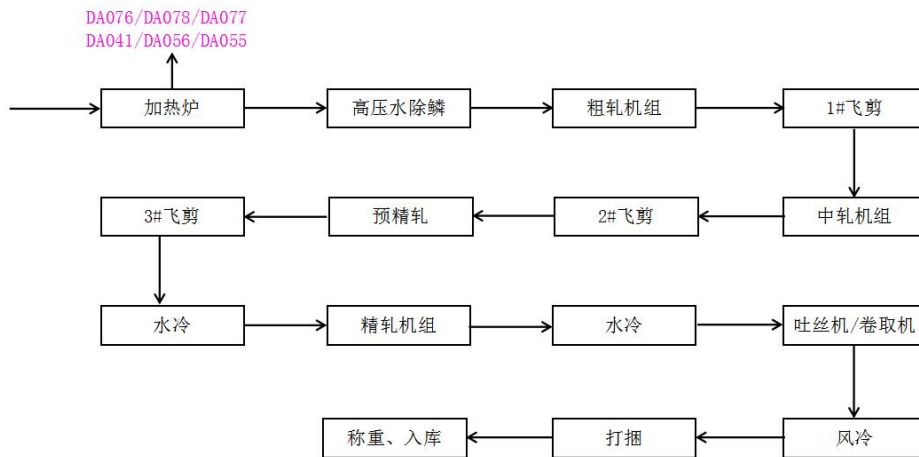 DA076/DA078/DA077
DA041/DA056/DA055
加热炉
高压水除鳞
粗轧机组
1#飞剪
中轧机组
2#飞剪
预精轧
3#飞剪
水冷
精轧机组
水冷
吐丝机/卷取机
风冷
打捆
称重、入库